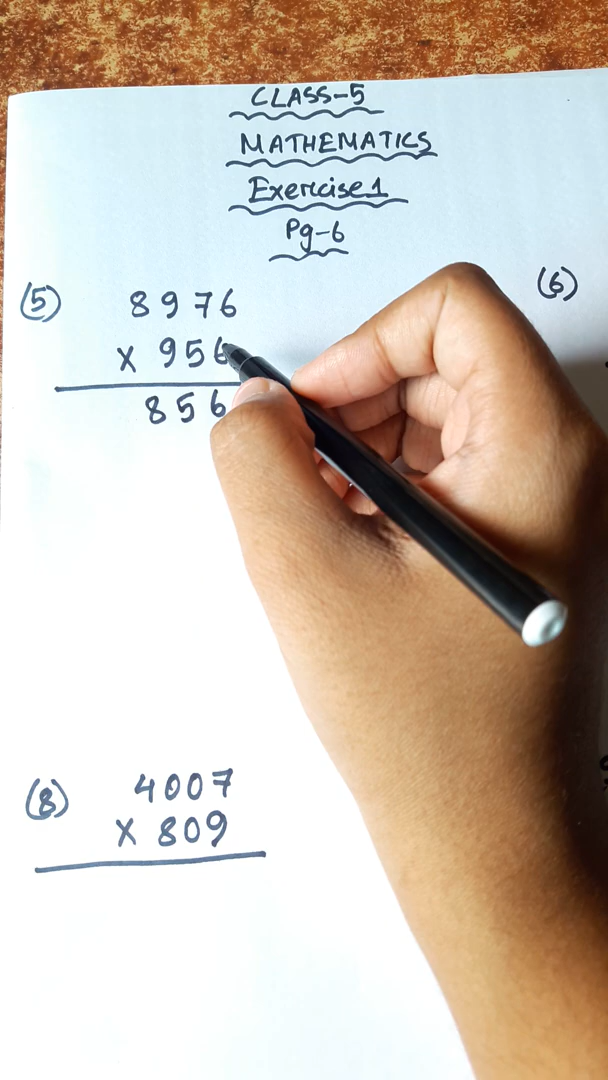 CLASS-5
MATHEMATICS
Exercise 1
Pg-6
(5) 8976
x 956
856
(6)
(8) 4007
x 809